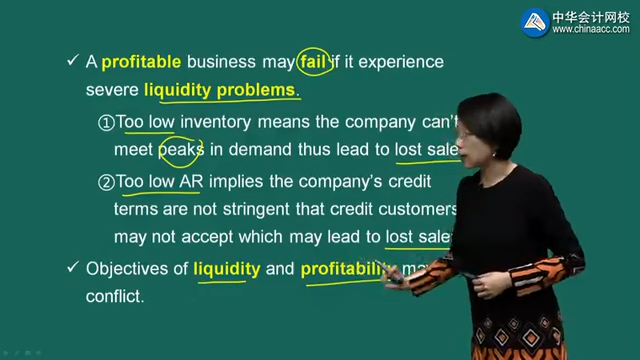 中华会计网校
www.chinaacc.com
✓ A profitable business may fail if it experience
severe liquidity problems.
①Too low inventory means the company can't
meet peaks in demand thus lead to lost sale
②Too low AR implies the company's credit
terms are not stringent that credit customers
may not accept which may lead to lost sale
✓ Objectives of liquidity and profitability
conflict.